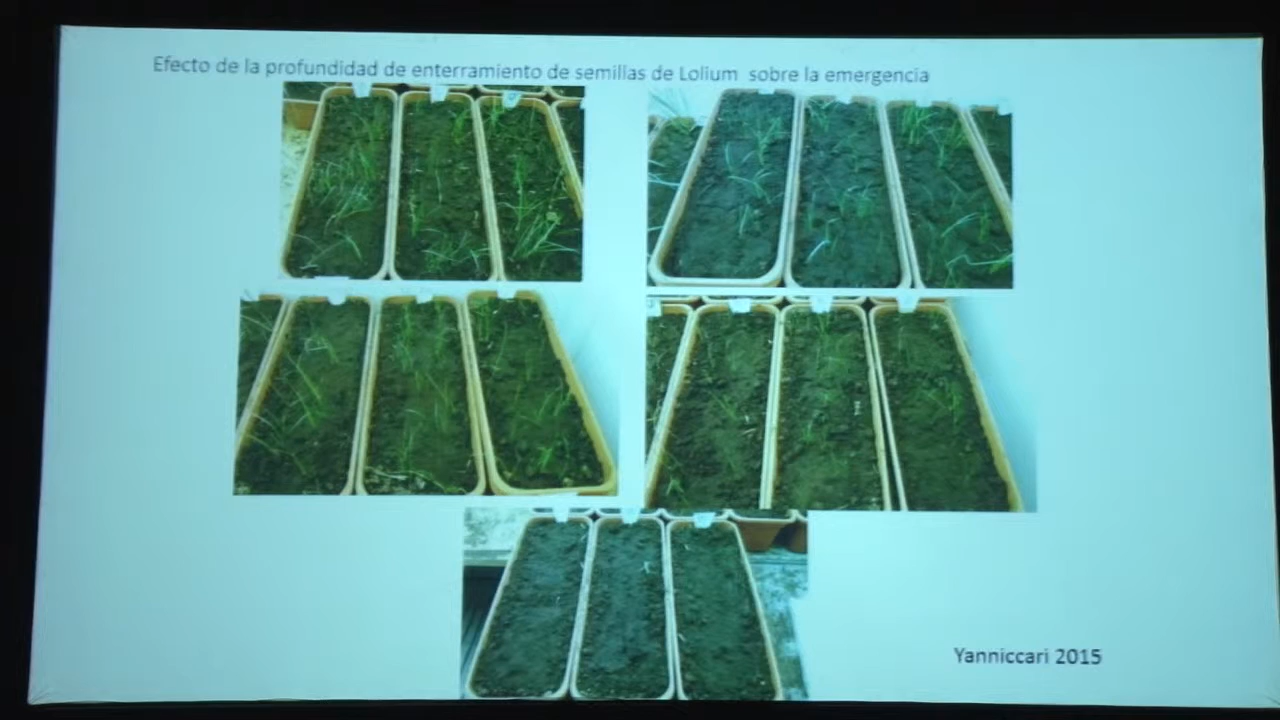 Efecto de la profundidad de enterramiento de semillas de Lolium sobre la emergencia
Yanniccari 2015